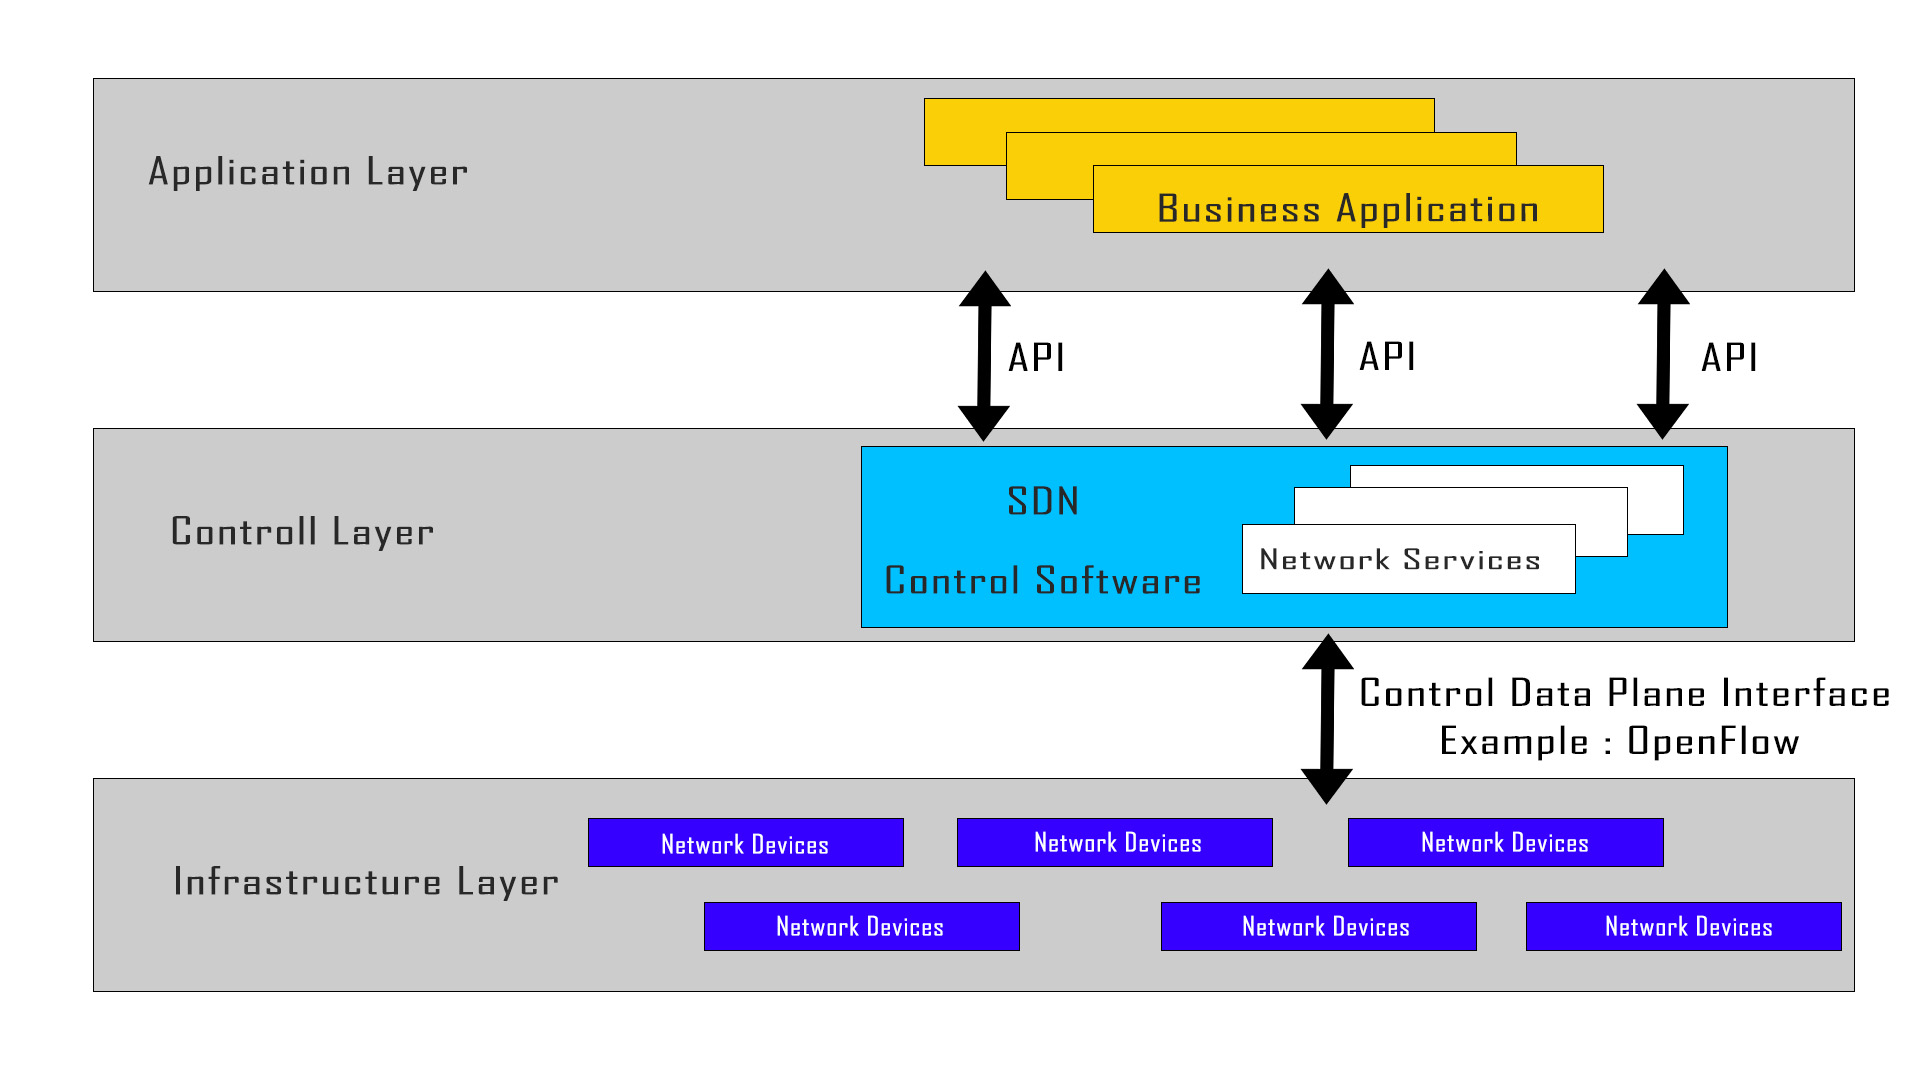 Application Layer
Business Application
API
API
API
Controll Layer
SDN
Control Software
Network Services
Control Data Plane Interface
Example : OpenFlow
Infrastructure Layer
Network Devices
Network Devices
Network Devices
Network Devices
Network Devices
Network Devices